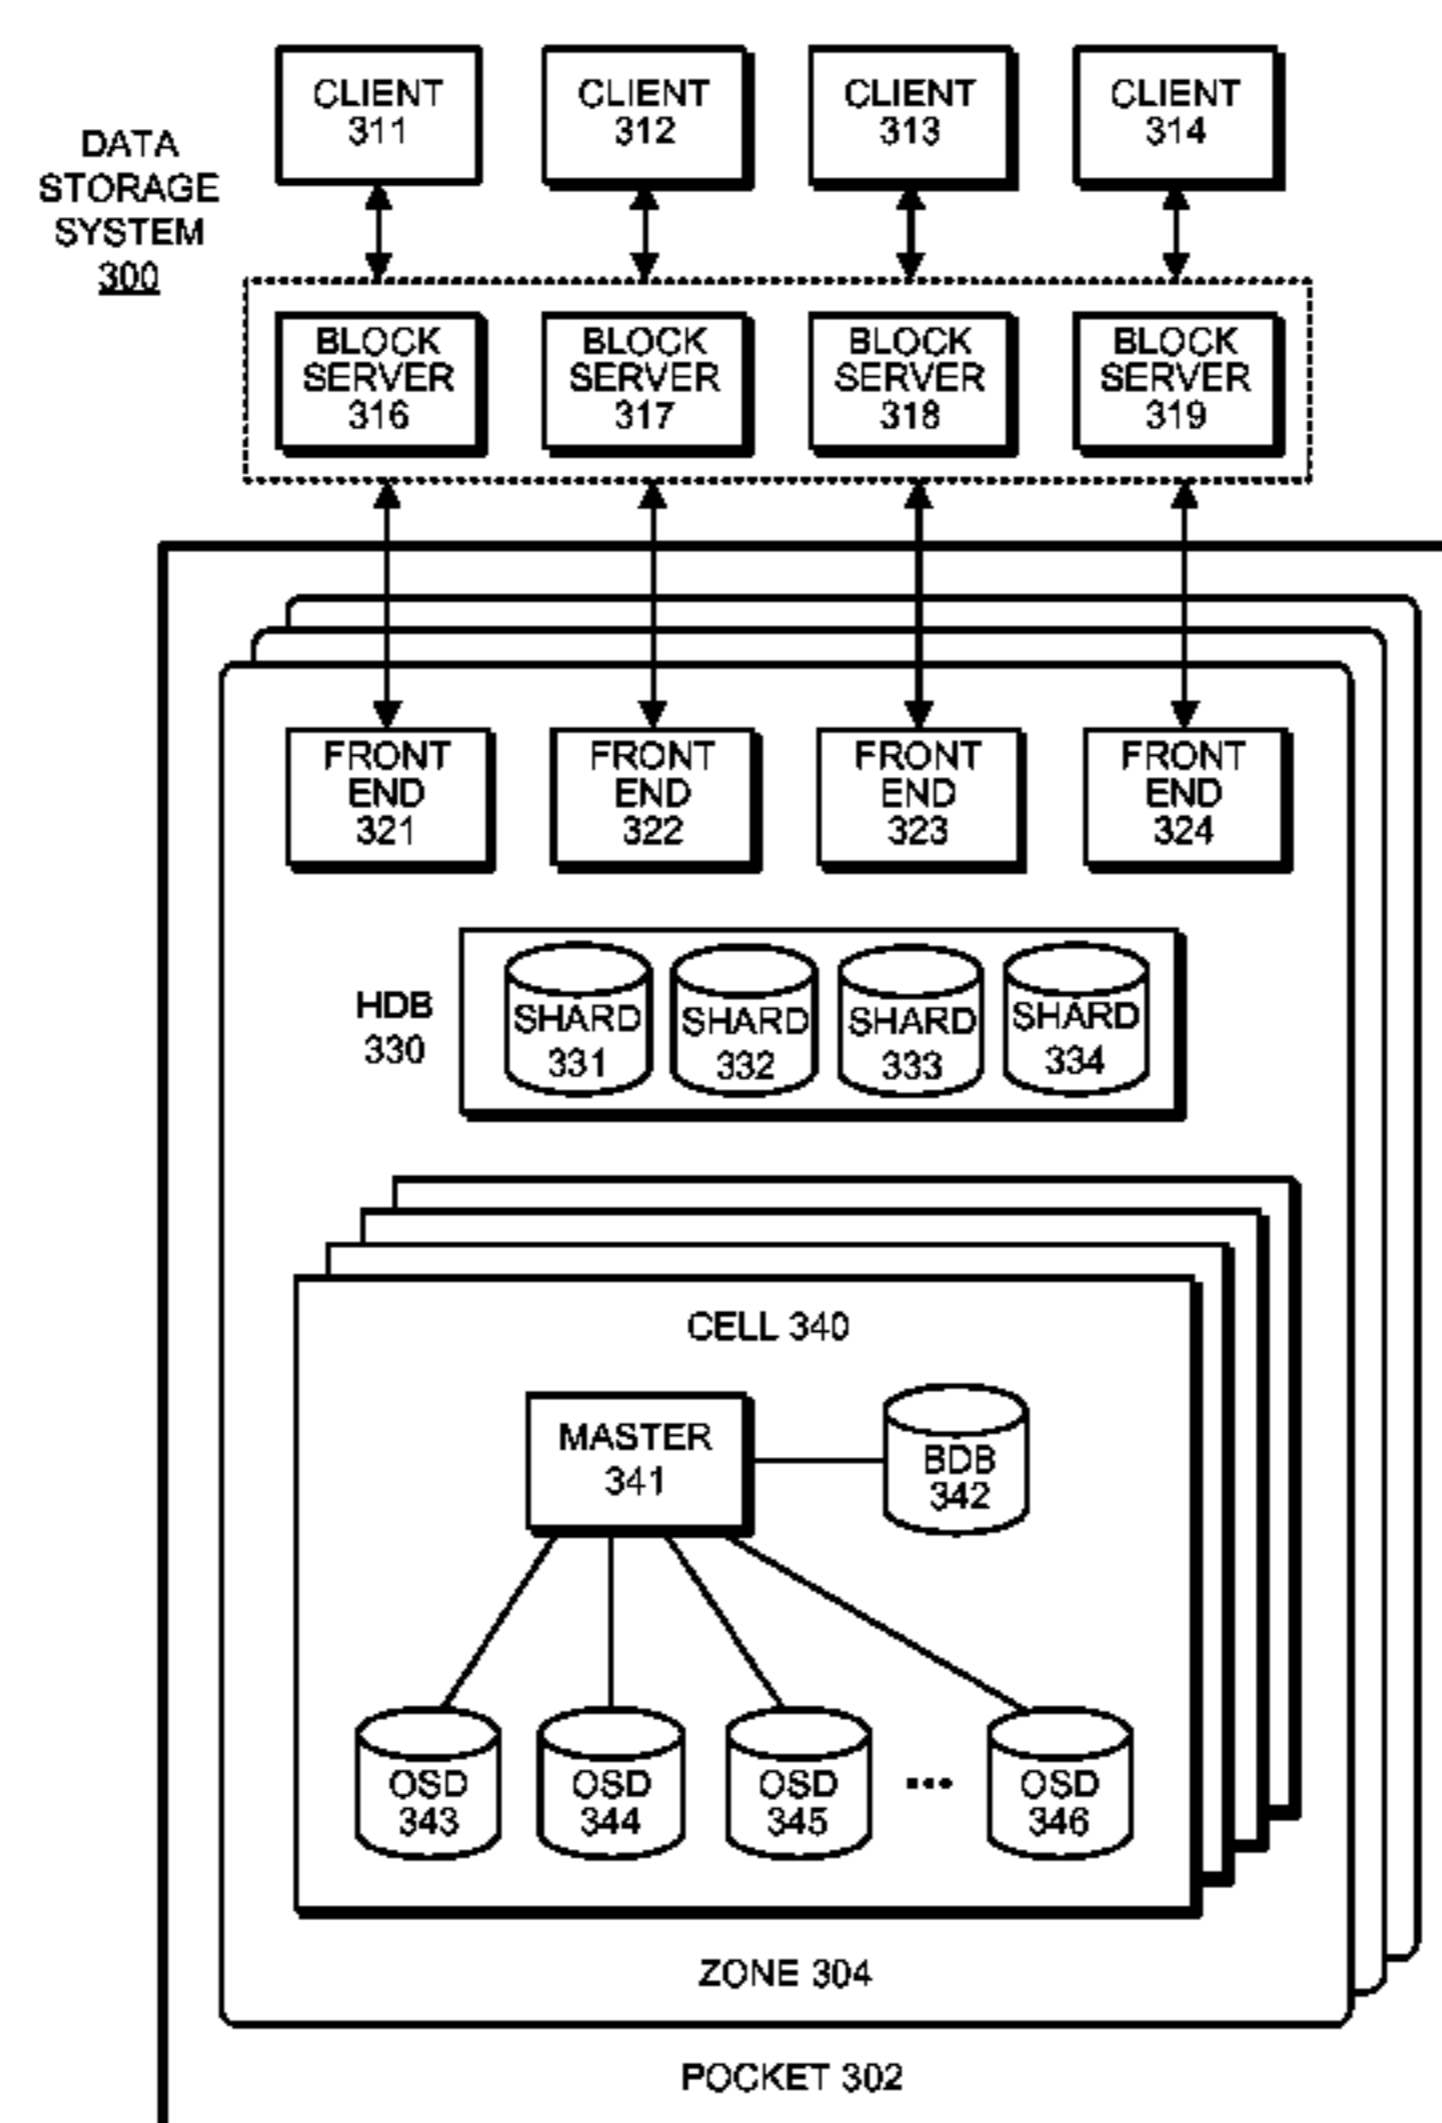 CLIENT
311
CLIENT
312
CLIENT
313
CLIENT
314
DATA
STORAGE
SYSTEM
300
BLOCK
SERVER
316
BLOCK
SERVER
317
BLOCK
SERVER
318
BLOCK
SERVER
319
FRONT
END
321
FRONT
END
322
FRONT
END
323
FRONT
END
324
HDB
330
SHARD
331
SHARD
332
SHARD
333
SHARD
334
CELL 340
MASTER
341
BDB
342
OSD
343
OSD
344
OSD
345
...
OSD
346
ZONE 304
POCKET 302